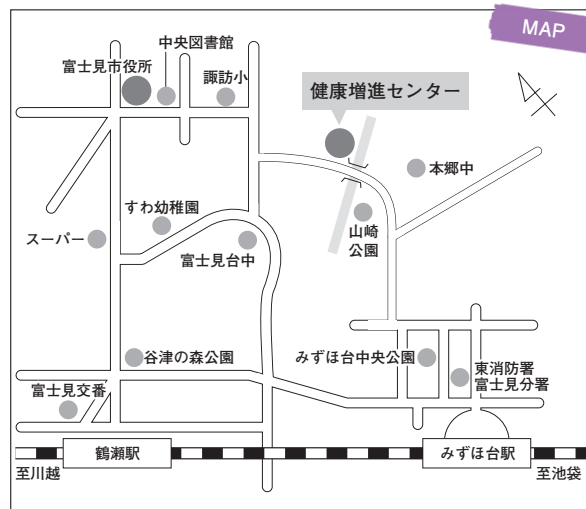 MAP
中央図書館
富士見市役所
諏訪小
健康増進センター
本郷中
すわ幼稚園
スーパー
富士見台中
山崎
公園
谷津の森公園
みずほ台中央公園
東消防署
富士見分署
富士見交番
鶴瀬駅
みずほ台駅
至川越
至池袋